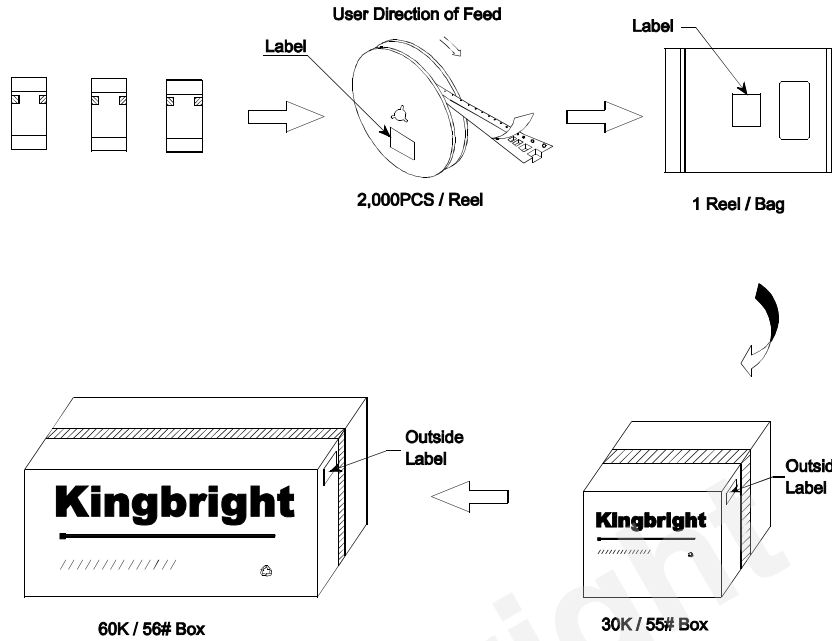 User Direction of Feed
Label
Label
2,000PCS / Reel
1 Reel / Bag
Outside
Label
Kingbright
60K / 56# Box
Label
Kingbright
30K / 55# Box